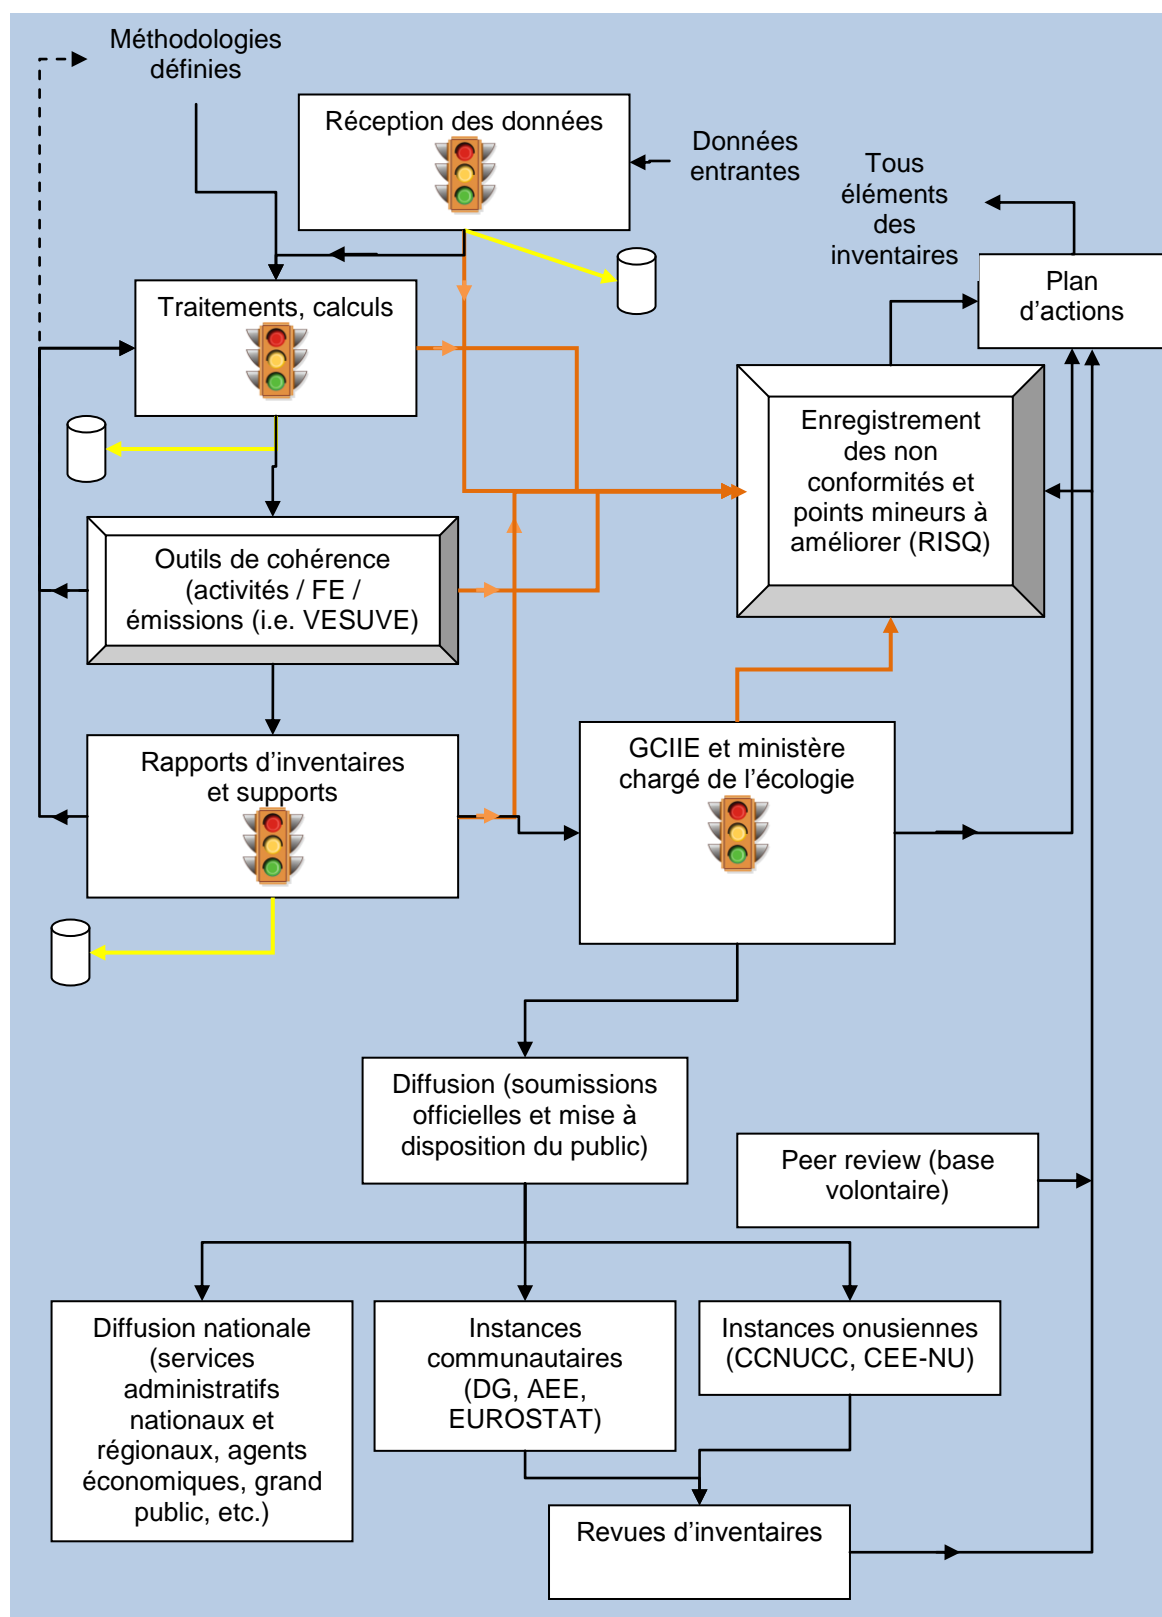 Méthodologies
définies
Réception des données
Données
entrantes
Tous
éléments
des
inventaires
Plan
d’actions
Traitements, calculs
Enregistrement
des non
conformités et
points mineurs à
améliorer (RISQ)
Outils de cohérence
(activités / FE /
émissions (i.e. VESUVE)
Rapports d’inventaires
et supports
GCIIE et ministère
chargé de l’écologie
Diffusion (soumissions
officielles et mise à
disposition du public)
Peer review (base
volontaire)
Diffusion nationale
(services
administratifs
nationaux et
régionaux, agents
économiques, grand
public, etc.)
Instances
communautaires
(DG, AEE,
EUROSTAT)
Instances onusiennes
(CCNUCC, CEE-NU)
Revues d’inventaires